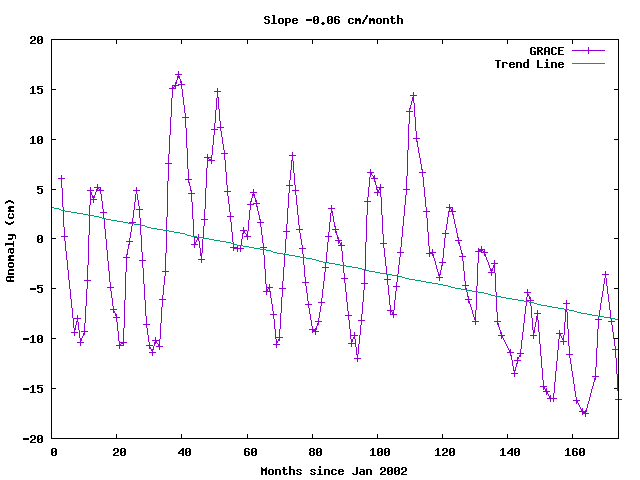 Slope -0.06 cm/month
GRACE
Trend Line
20
15
10
5
0
-5
-10
-15
-20
Anomaly (cm)
0 20 40 60 80 100 120 140 160
Months since Jan 2002